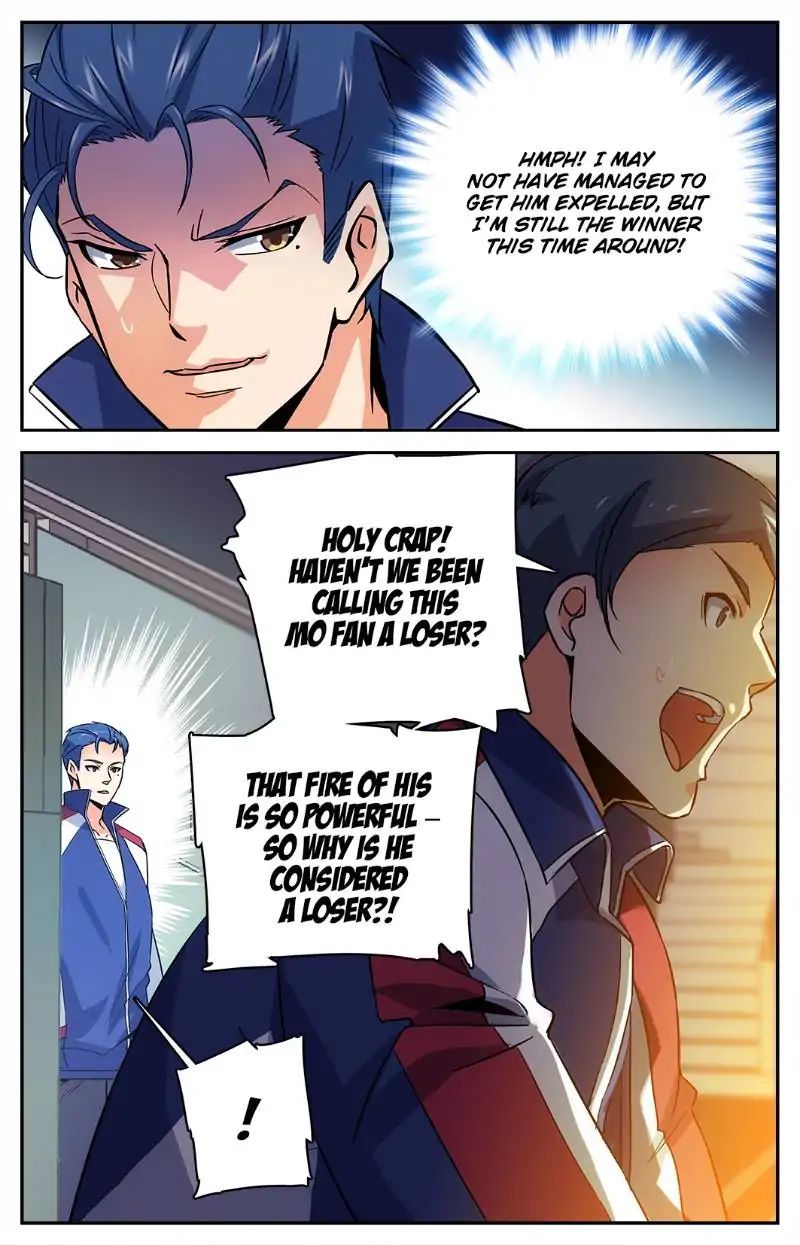 HMPH! I MAY
NOT HAVE MANAGED TO
GET HIM EXPELLED, BUT
I'M STILL THE WINNER
THIS TIME AROUND!
HOLY CRAP!
HAVEN'T WE BEEN
CALLING THIS
MO FAN A LOSER?
THAT FIRE OF HIS
IS SO POWERFUL –
SO WHY IS HE
CONSIDERED
A LOSER?!
!